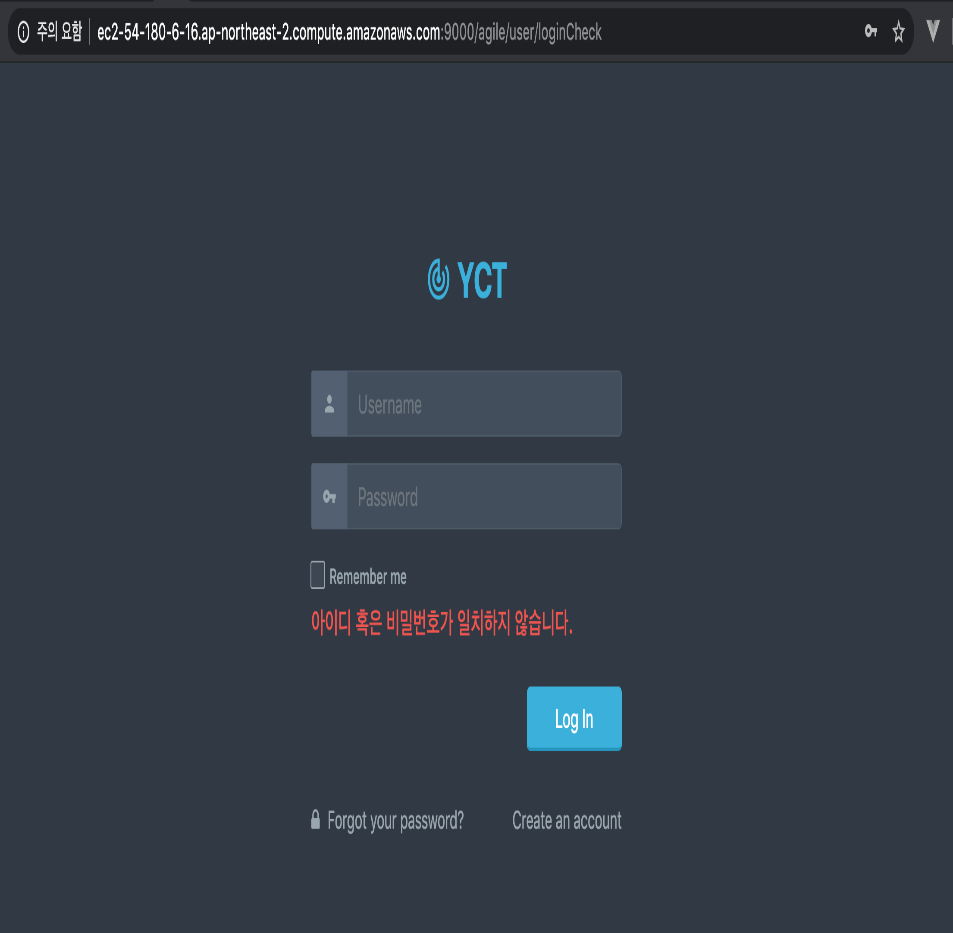 주의 요함 ec2-54-180-6-16.ap-northeast-2.compute.amazonaws.com:9000/agile/user/loginCheck
YCT
Username
Password
Remember me
아이디 혹은 비밀번호가 일치하지 않습니다.
Log In
Forgot your password? Create an account